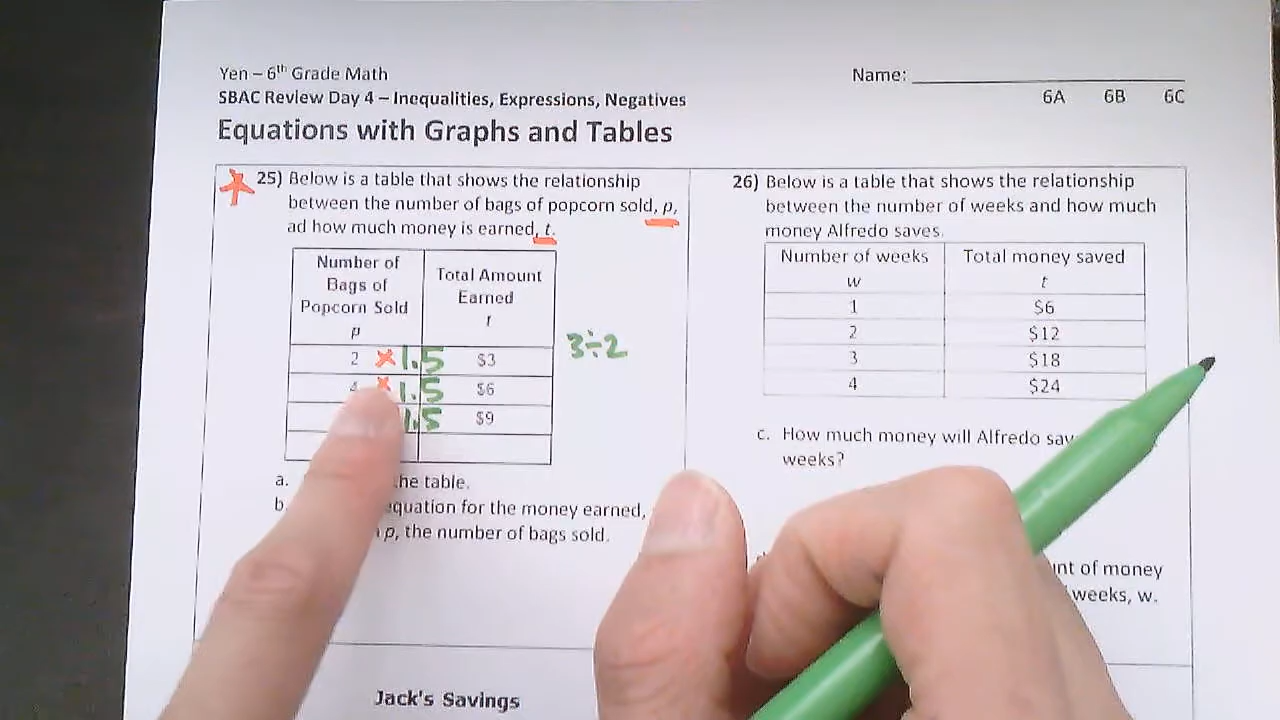 Yen – 6th Grade Math
Name:
SBAC Review Day 4 – Inequalities, Expressions, Negatives
6A 6B 6C
Equations with Graphs and Tables
25) Below is a table that shows the relationship
between the number of bags of popcorn sold, p,
ad how much money is earned, t.
Number of
Bags of
Popcorn Sold
p
Total Amount
Earned
t
2 ×1.5 $3
3÷2
4 ×1.5 $6
1.5 $9
a. the table.
b. equation for the money earned,
p, the number of bags sold.
26) Below is a table that shows the relationship
between the number of weeks and how much
money Alfredo saves.
Number of weeks
w
Total money saved
t
1 $6
2 $12
3 $18
4 $24
c. How much money will Alfredo
weeks?
of money
weeks, w.
Jack's Savings